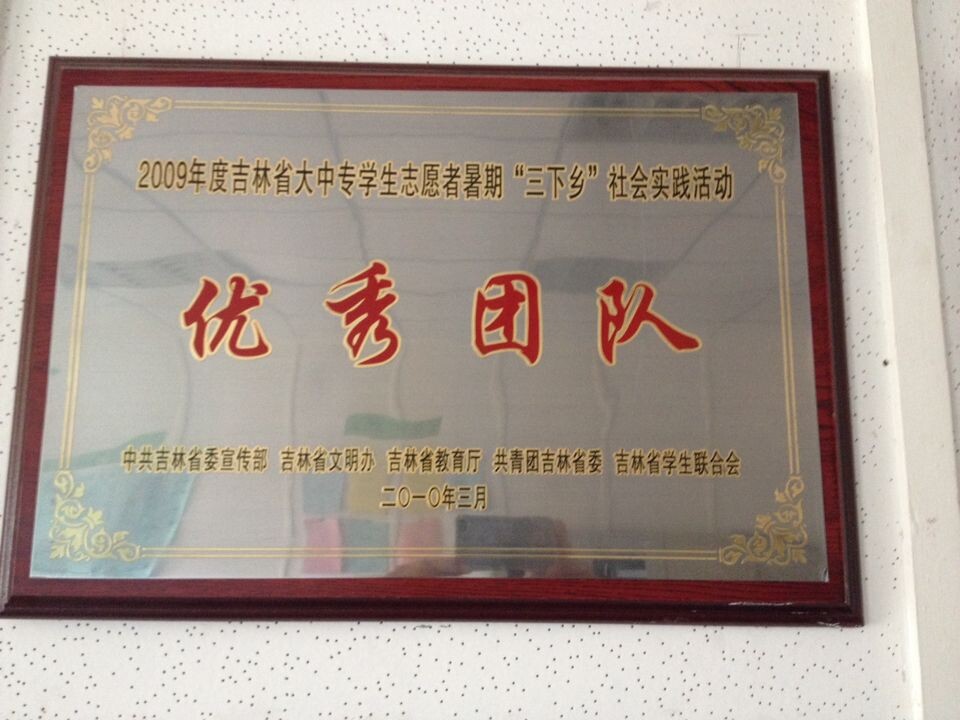 2009年度吉林省大中专学生志愿者暑期“三下乡”社会实践活动
优秀团队
中共吉林省委宣传部 吉林省文明办 吉林省教育厅 共青团吉林省委 吉林省学生联合会
二〇一〇年三月